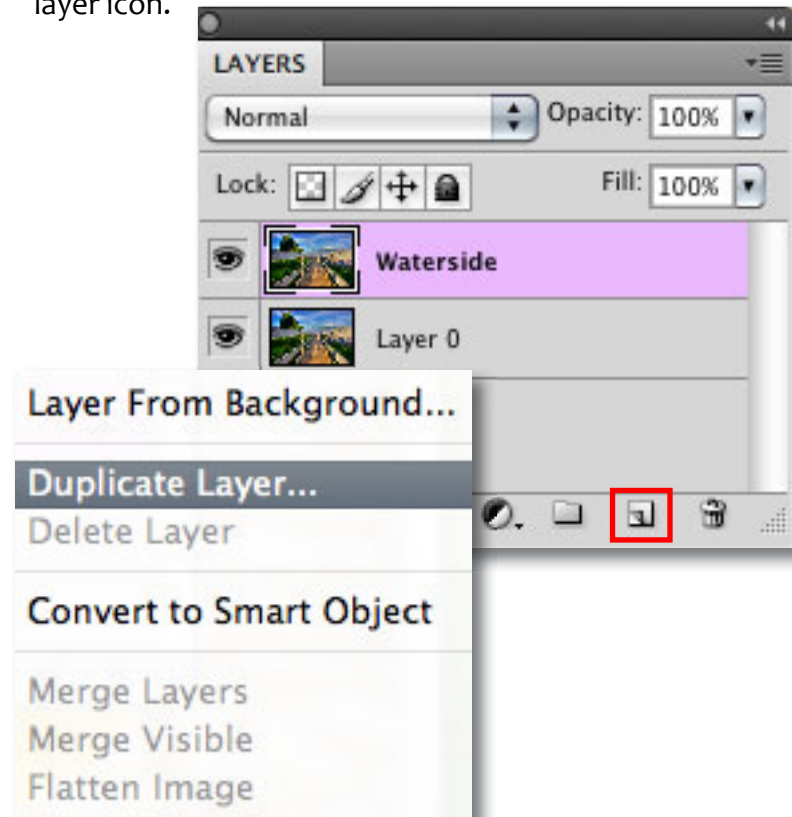 layer icon.
LAYERS
Normal Opacity: 100%
Lock: Fill: 100%
Waterside
Layer 0
Layer From Background...
Duplicate Layer...
Delete Layer
Convert to Smart Object
Merge Layers
Merge Visible
Flatten Image